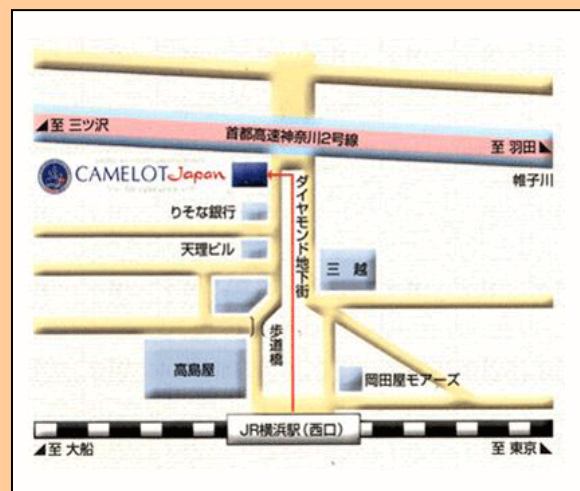 首都高速神奈川2号線
◢至 三ツ沢
至 羽田◣
帷子川
CAMELOT Japan
りそな銀行
ダイヤモンド地下街
天理ビル
三 越
歩道橋
高島屋
岡田屋モアーズ
JR横浜駅(西口)
◢至 大船
至 東京◣